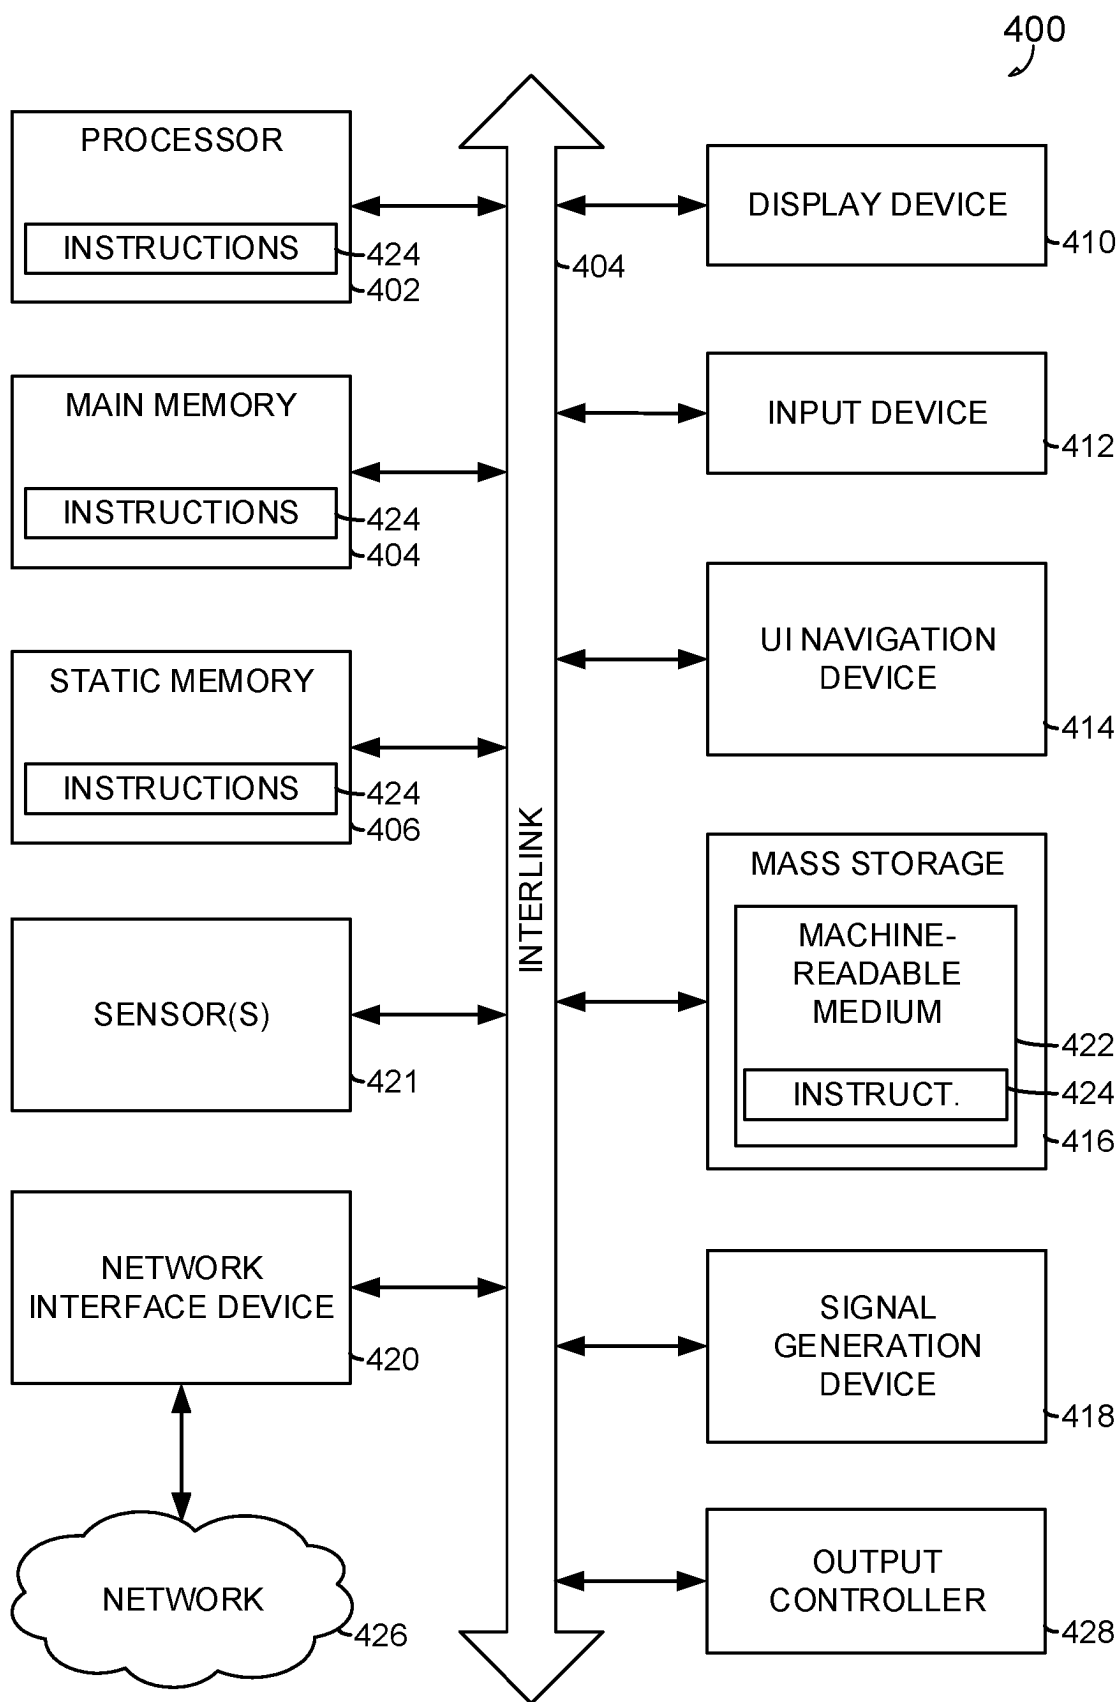 400
PROCESSOR
INSTRUCTIONS
424
402
MAIN MEMORY
INSTRUCTIONS
424
404
STATIC MEMORY
INSTRUCTIONS
424
406
SENSOR(S)
421
NETWORK
INTERFACE DEVICE
420
NETWORK
426
INTERLINK
404
DISPLAY DEVICE
410
INPUT DEVICE
412
UI NAVIGATION
DEVICE
414
MASS STORAGE
MACHINE-
READABLE
MEDIUM
422
INSTRUCT.
424
416
SIGNAL
GENERATION
DEVICE
418
OUTPUT
CONTROLLER
428